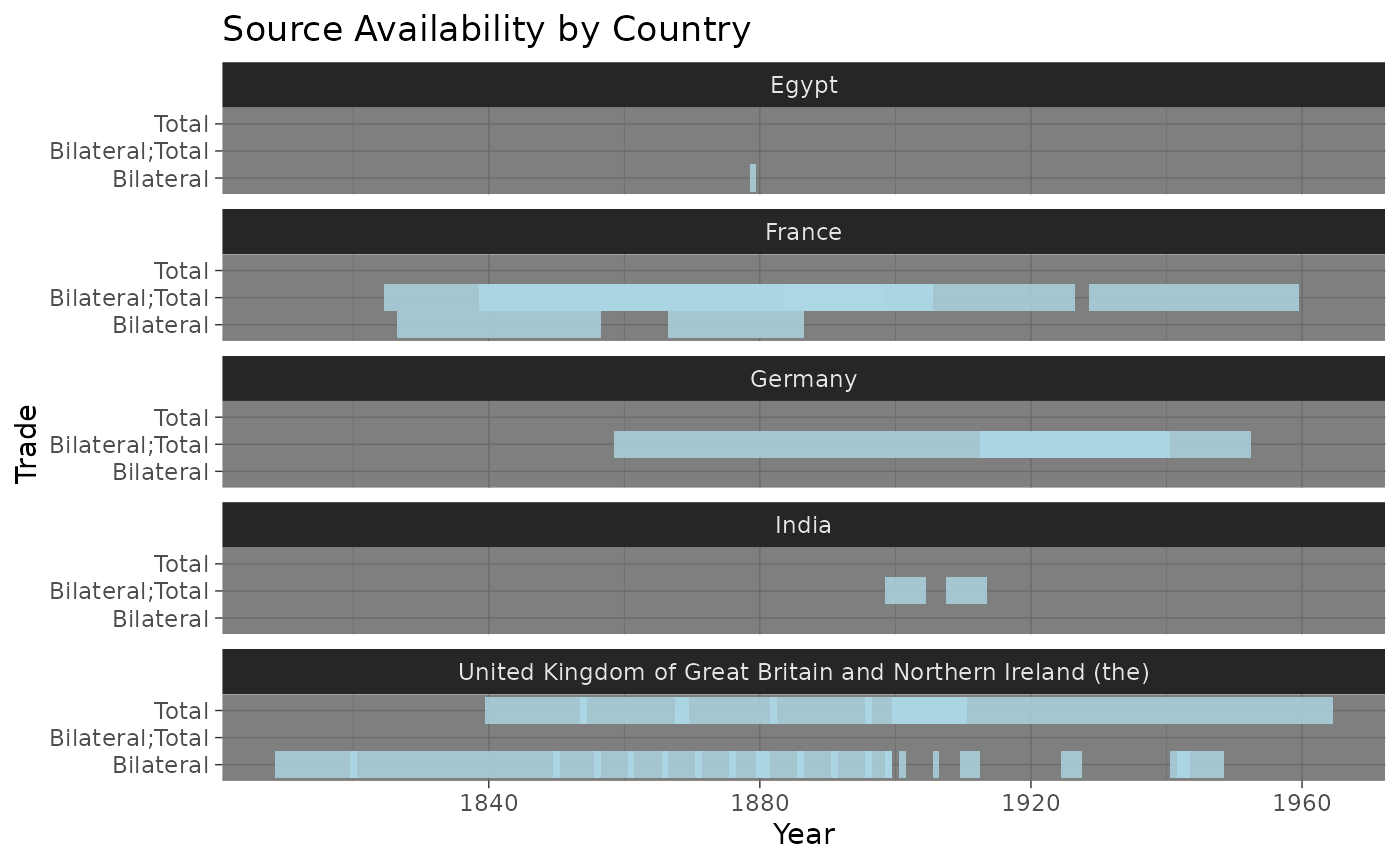 Source Availability by Country
Egypt
Total
Bilateral;Total
Bilateral
France
Total
Bilateral;Total
Bilateral
Germany
Total
Bilateral;Total
Bilateral
India
Total
Bilateral;Total
Bilateral
United Kingdom of Great Britain and Northern Ireland (the)
Total
Bilateral;Total
Bilateral
Trade
1840 1880 1920 1960
Year